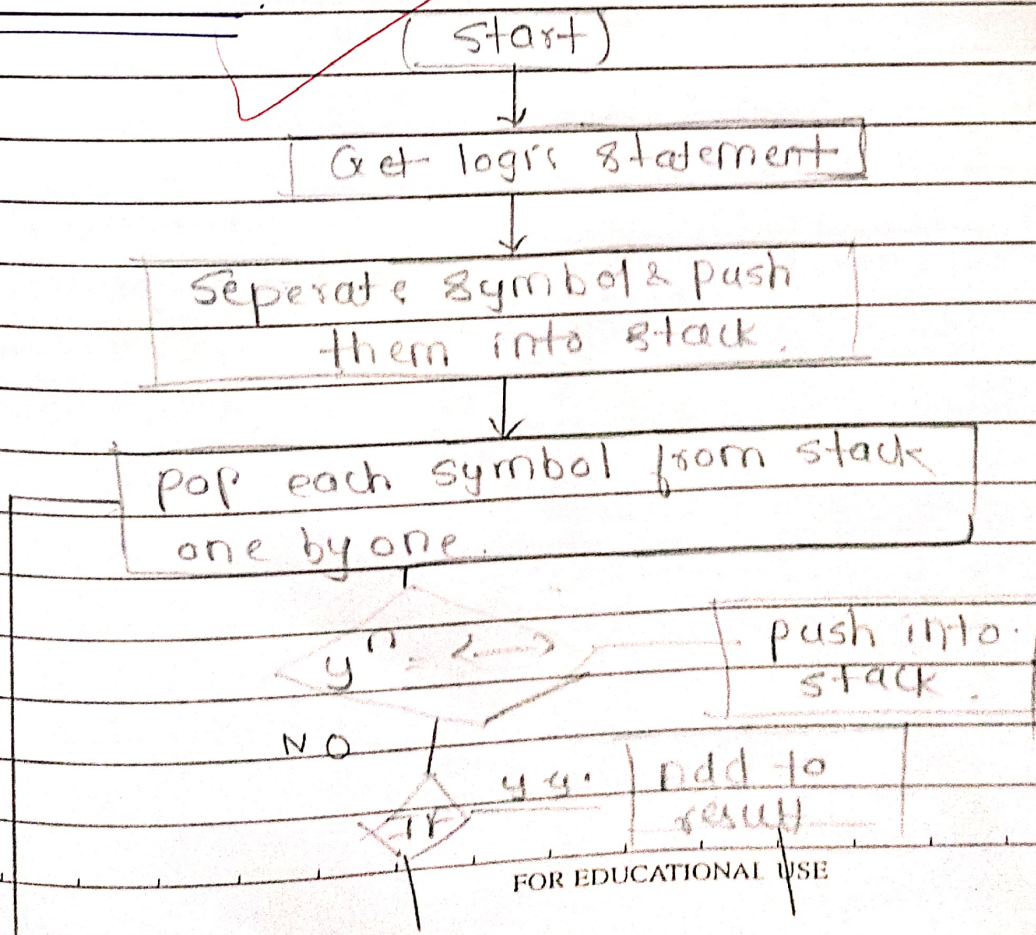 Start
Get logic statement
Seperate symbol & push
them into stack.
pop each symbol from stack
one by one.
push into
stack.
NO
Add to
result
FOR EDUCATIONAL USE